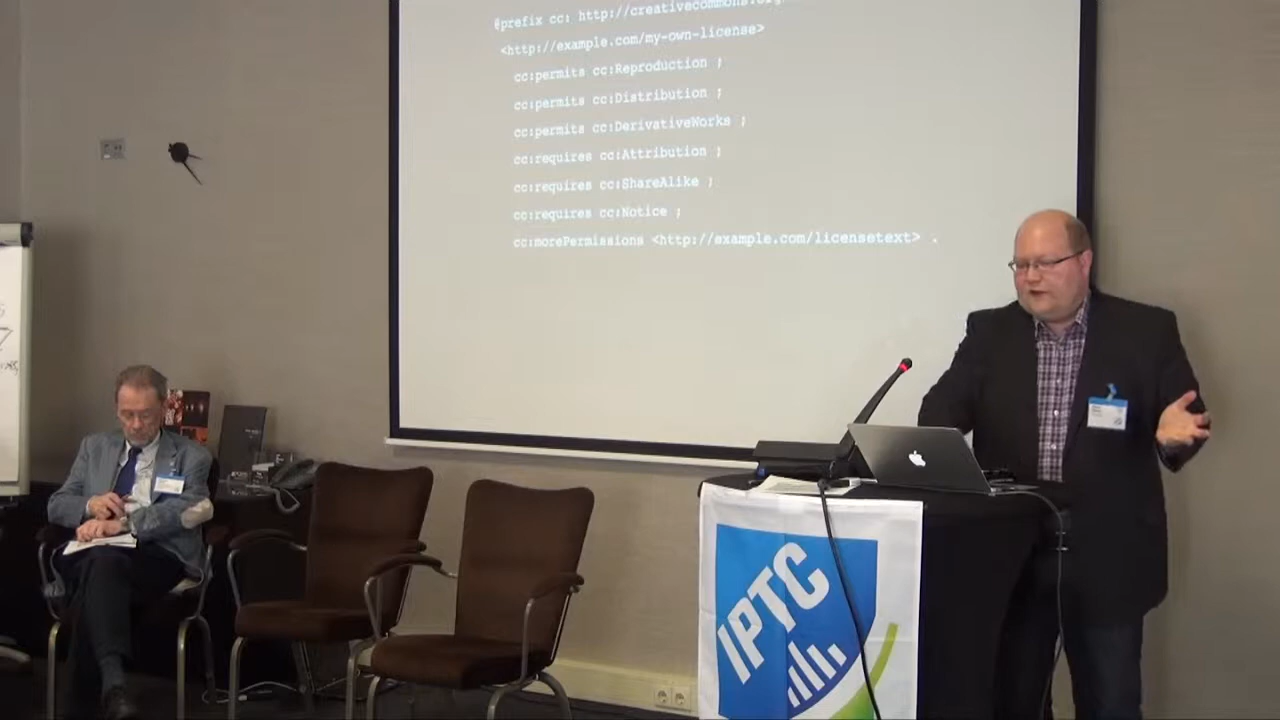 @prefix cc: http://creativecommons.org
<http://example.com/my-own-license>
cc:permits cc:Reproduction ;
cc:permits cc:Distribution ;
cc:permits cc:DerivativeWorks ;
cc:requires cc:Attribution ;
cc:requires cc:ShareAlike ;
cc:requires cc:Notice ;
cc:morePermissions <http://example.com/licensetext> .
IPTC